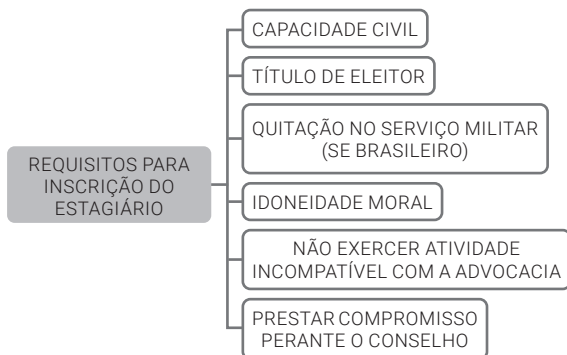 CAPACIDADE CIVIL
TÍTULO DE ELEITOR
QUITAÇÃO NO SERVIÇO MILITAR
(SE BRASILEIRO)
REQUISITOS PARA
INSCRIÇÃO DO
ESTAGIÁRIO
IDONEIDADE MORAL
NÃO EXERCER ATIVIDADE
INCOMPATÍVEL COM A ADVOCACIA
PRESTAR COMPROMISSO
PERANTE O CONSELHO